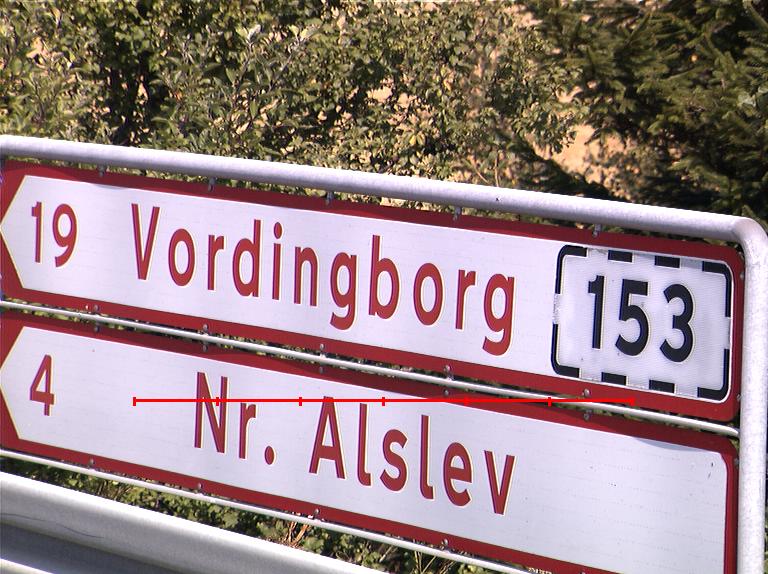 19 Vordingborg 153
4 Nr. Alslev